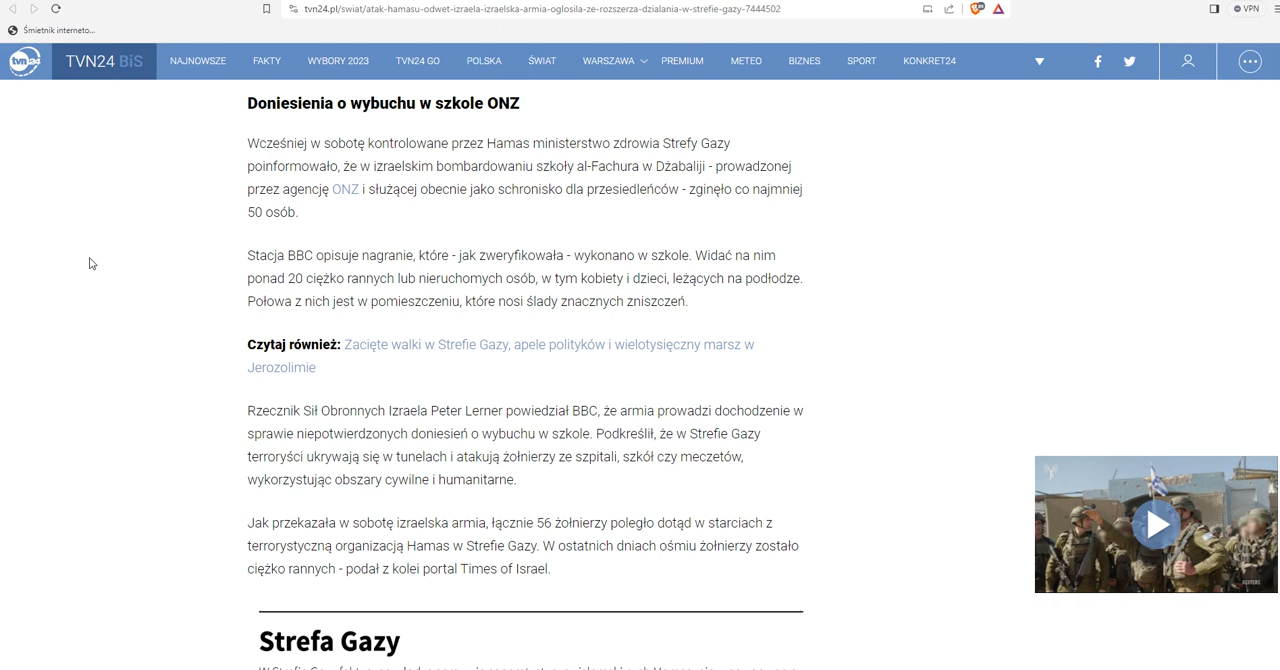 tvn24.pl/swiat/atak-hamasu-odwet-izraela-izraelska-armia-oglosila-ze-rozszerza-dzialania-w-strefie-gazy-7444502
VPN
Śmietnik interneto...
tvn24
TVN24 BiS
NAJNOWSZE
FAKTY
WYBORY 2023
TVN24 GO
POLSKA
ŚWIAT
WARSZAWA
PREMIUM
METEO
BIZNES
SPORT
KONKRET24
Doniesienia o wybuchu w szkole ONZ
Wcześniej w sobotę kontrolowane przez Hamas ministerstwo zdrowia Strefy Gazy
poinformowało, że w izraelskim bombardowaniu szkoły al-Fachura w Dżabaliji - prowadzonej
przez agencję ONZ i służącej obecnie jako schronisko dla przesiedleńców - zginęło co najmniej
50 osób.
Stacja BBC opisuje nagranie, które - jak zweryfikowała - wykonano w szkole. Widać na nim
ponad 20 ciężko rannych lub nieruchomych osób, w tym kobiety i dzieci, leżących na podłodze.
Połowa z nich jest w pomieszczeniu, które nosi ślady znacznych zniszczeń.
Czytaj również: Zacięte walki w Strefie Gazy, apele polityków i wielotysięczny marsz w
Jerozolimie
Rzecznik Sił Obronnych Izraela Peter Lerner powiedział BBC, że armia prowadzi dochodzenie w
sprawie niepotwierdzonych doniesień o wybuchu w szkole. Podkreślił, że w Strefie Gazy
terroryści ukrywają się w tunelach i atakują żołnierzy ze szpitali, szkół czy meczetów,
wykorzystując obszary cywilne i humanitarne.
Jak przekazała w sobotę izraelska armia, łącznie 56 żołnierzy poległo dotąd w starciach z
terrorystyczną organizacją Hamas w Strefie Gazy. W ostatnich dniach ośmiu żołnierzy zostało
ciężko rannych - podał z kolei portal Times of Israel.
REUTERS
Strefa Gazy